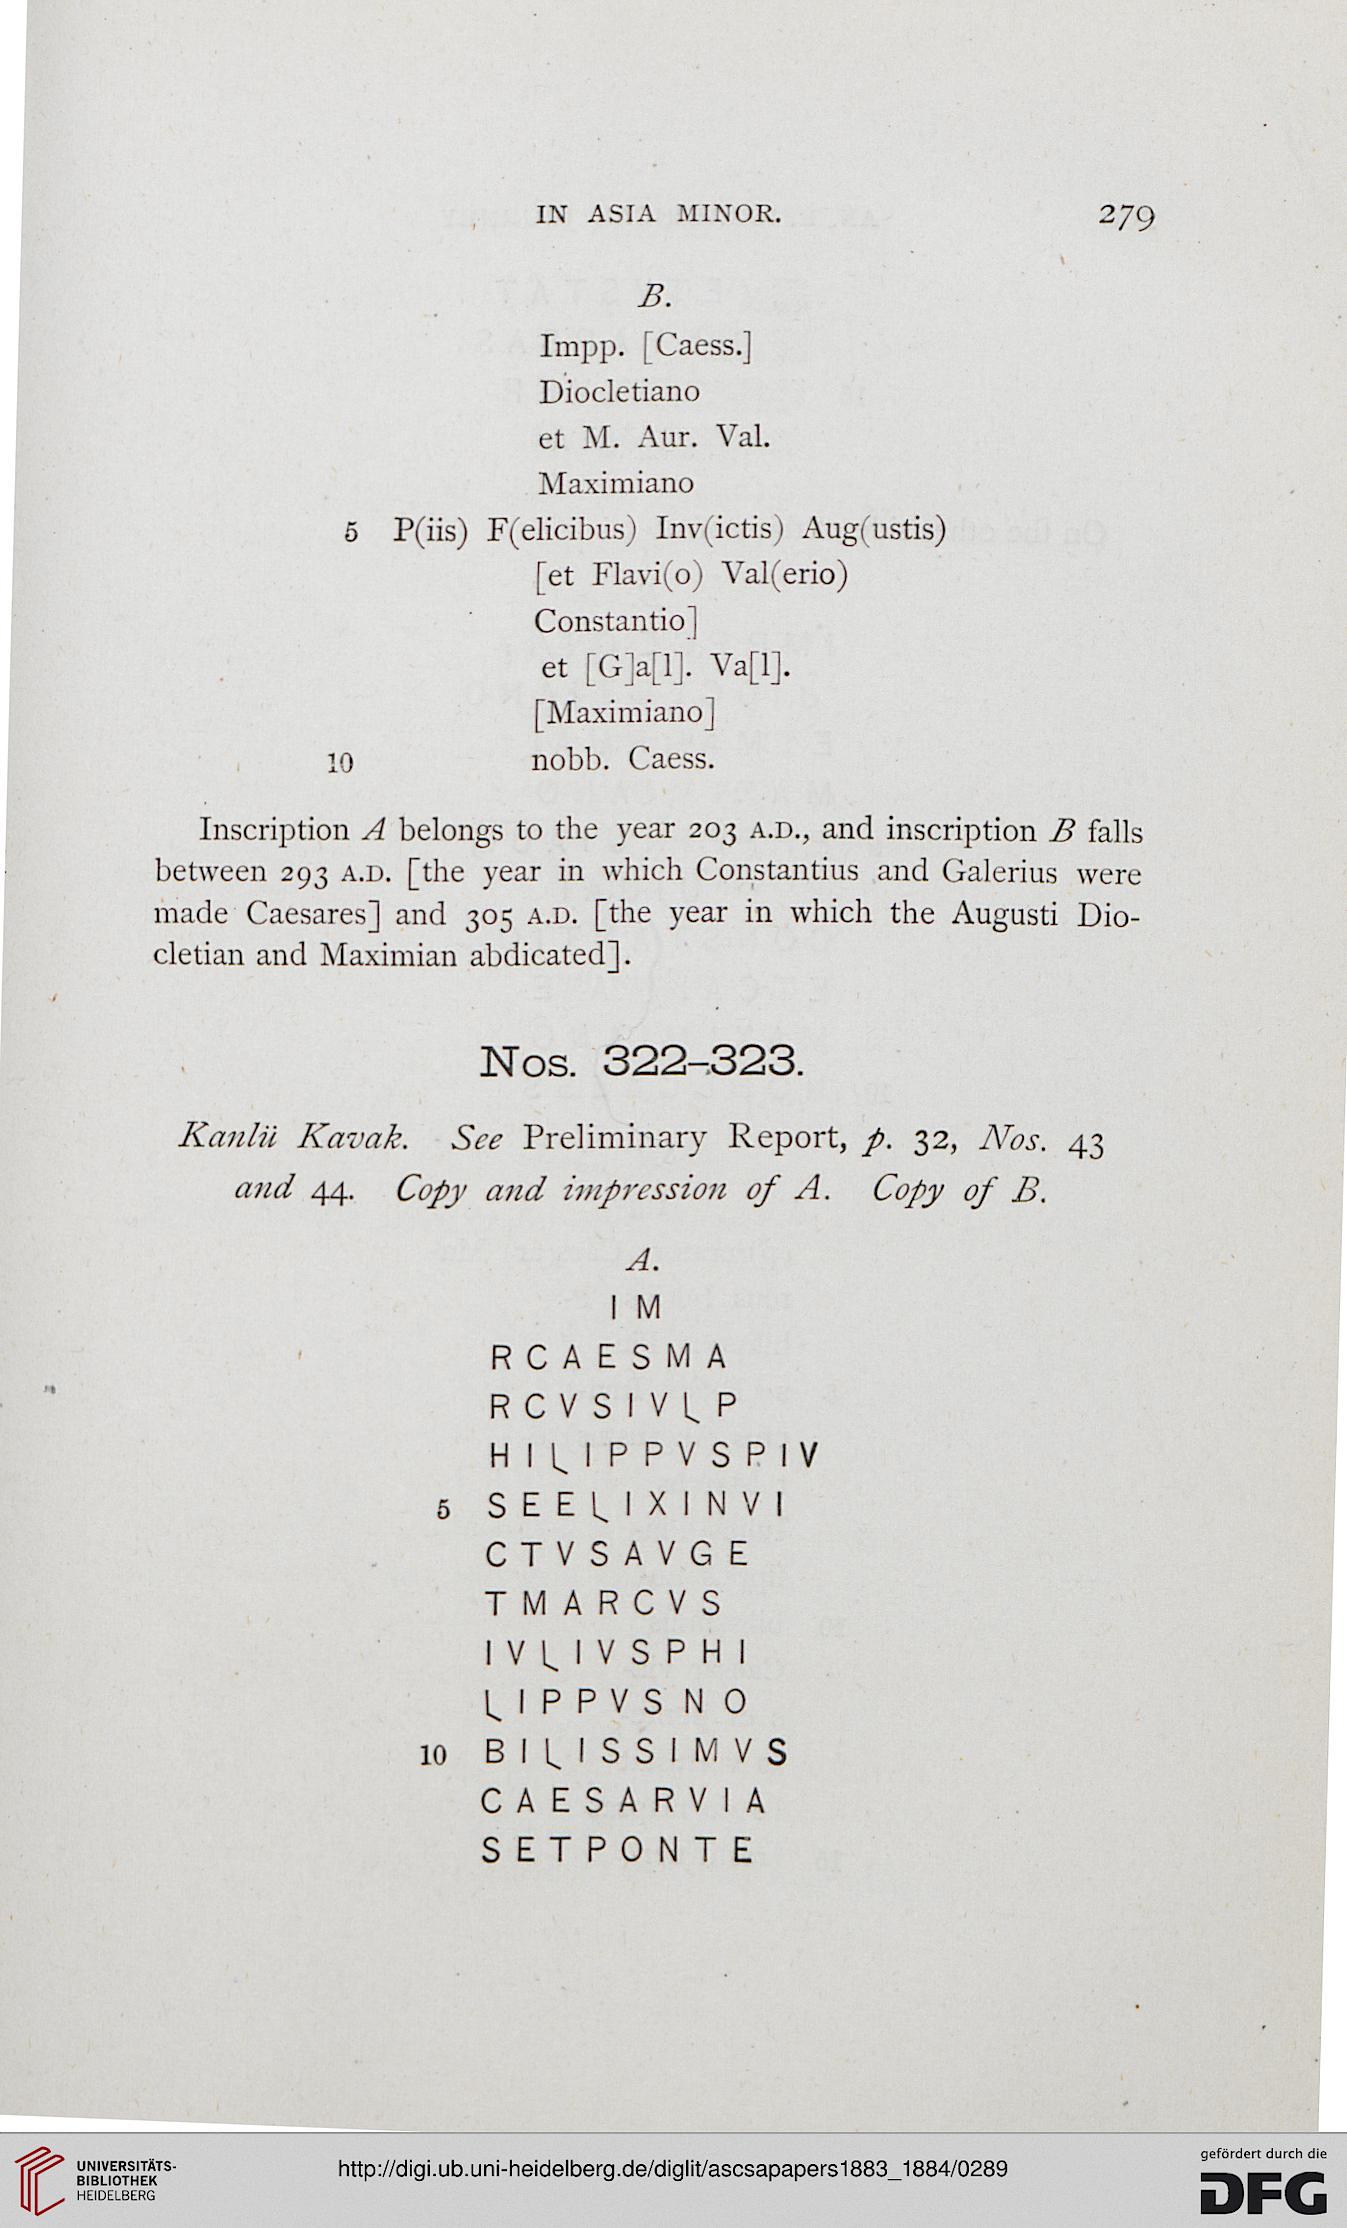 IN ASIA MINOR. 279
B.
Impp. [Caess.]
Diocletiano
et M. Aur. Val.
Maximiano
5 P(iis) F(elicibus) Inv(ictis) Aug(ustis)
[et Flavi(o) Val(erio)
Constantio]
et [G]a[l]. Va[l].
[Maximiano]
10 nobb. Caess.
Inscription A belongs to the year 203 A.D., and inscription B falls
between 293 A.D. [the year in which Constantius and Galerius were
made Caesares] and 305 A.D. [the year in which the Augusti Dio-
cletian and Maximian abdicated].
Nos. 322–323.
Kanlü Kavak. See Preliminary Report, p. 32, Nos. 43
and 44. Copy and impression of A. Copy of B.
A.
I M
R C A E S M A
R C V S I V L P
H I L I P P V S P I V
5 S E E L I X I N V I
C T V S A V G E
T M A R C V S
I V L I V S P H I
L I P P V S N O
10 B I L I S S I M V S
C A E S A R V I A
S E T P O N T E
UNIVERSITÄTS-
BIBLIOTHEK
HEIDELBERG
http://digi.ub.uni-heidelberg.de/diglit/ascsapapers1883_1884/0289
gefördert durch die
DFG